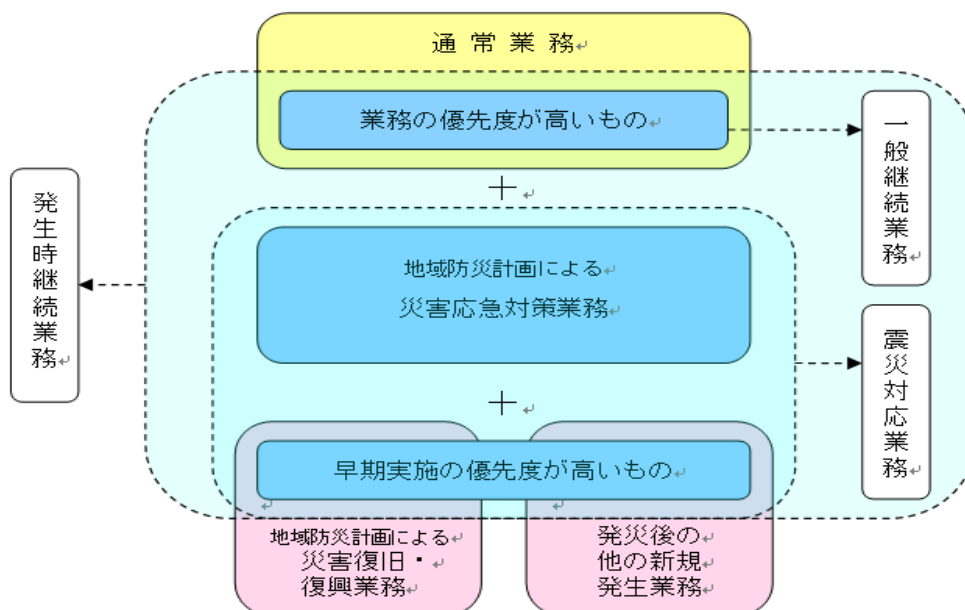 通常業務
業務の優先度が高いもの
一般継続業務
＋
発生時継続業務
地域防災計画による
災害応急対策業務
震災対応業務
＋
早期実施の優先度が高いもの
地域防災計画による
災害復旧・
復興業務
発災後の
他の新規
発生業務